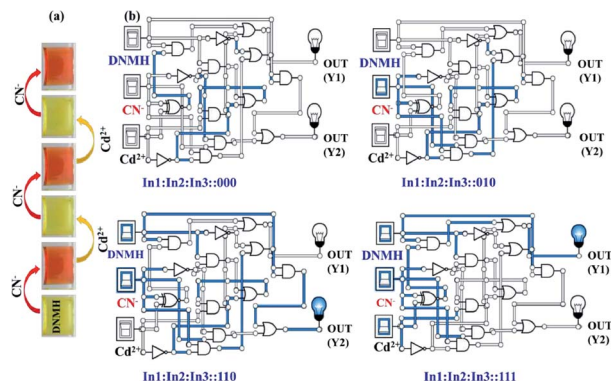 (a)
CN⁻
Cd²⁺
CN⁻
Cd²⁺
CN⁻
DNMH
(b)
DNMH
CN⁻
Cd²⁺
OUT
(Y1)
OUT
(Y2)
In1:In2:In3::000
DNMH
CN⁻
Cd²⁺
OUT
(Y1)
OUT
(Y2)
In1:In2:In3::010
DNMH
CN⁻
Cd²⁺
OUT
(Y1)
OUT
(Y2)
In1:In2:In3::110
DNMH
CN⁻
Cd²⁺
OUT
(Y1)
OUT
(Y2)
In1:In2:In3::111